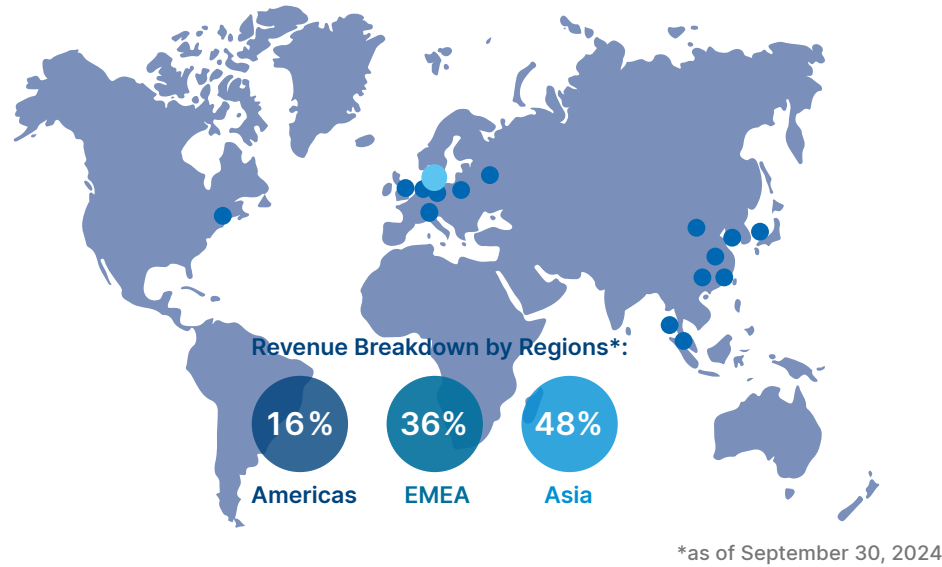 Revenue Breakdown by Regions*:
16% 36% 48%
Americas EMEA Asia
*as of September 30, 2024